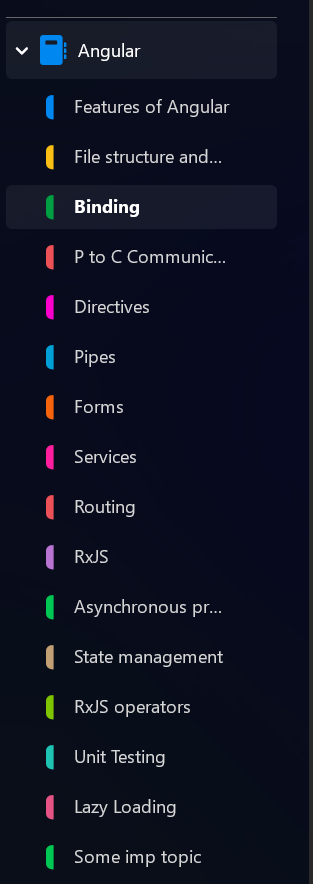 Angular
Features of Angular
File structure and...
Binding
P to C Communic...
Directives
Pipes
Forms
Services
Routing
RxJS
Asynchronous pr...
State management
RxJS operators
Unit Testing
Lazy Loading
Some imp topic